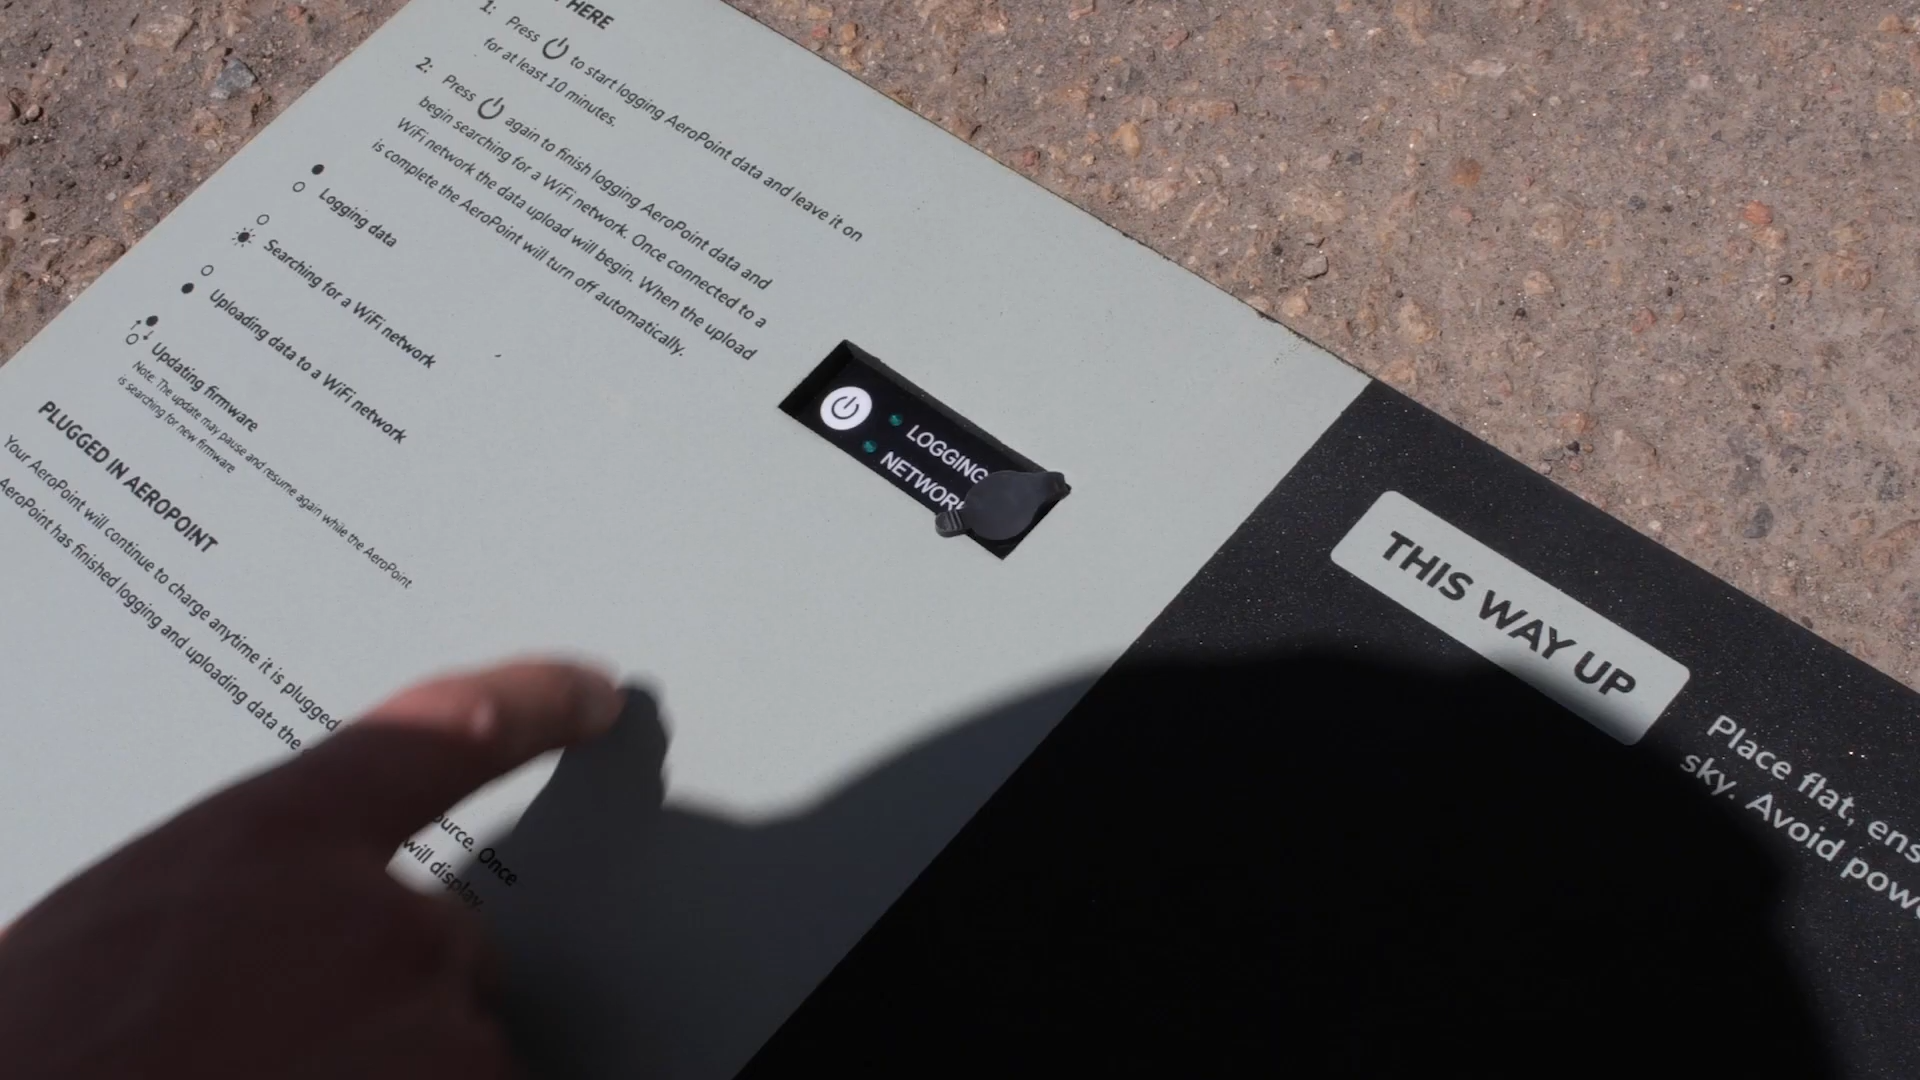 HERE
1: Press to start logging AeroPoint data and leave it on
for at least 10 minutes.
2: Press again to finish logging AeroPoint data and
begin searching for a WiFi network. Once connected to a
WiFi network the data upload will begin. When the upload
is complete the AeroPoint will turn off automatically.
Logging data
Searching for a WiFi network
Uploading data to a WiFi network
Updating firmware
Note: The update may pause and resume again while the AeroPoint
is searching for new firmware
PLUGGED IN AEROPOINT
Your AeroPoint will continue to charge anytime it is plugged
ource. Once
AeroPoint has finished logging and uploading data the
will display.
LOGGING
NETWORK
THIS WAY UP
Place flat, ens
sky. Avoid powe